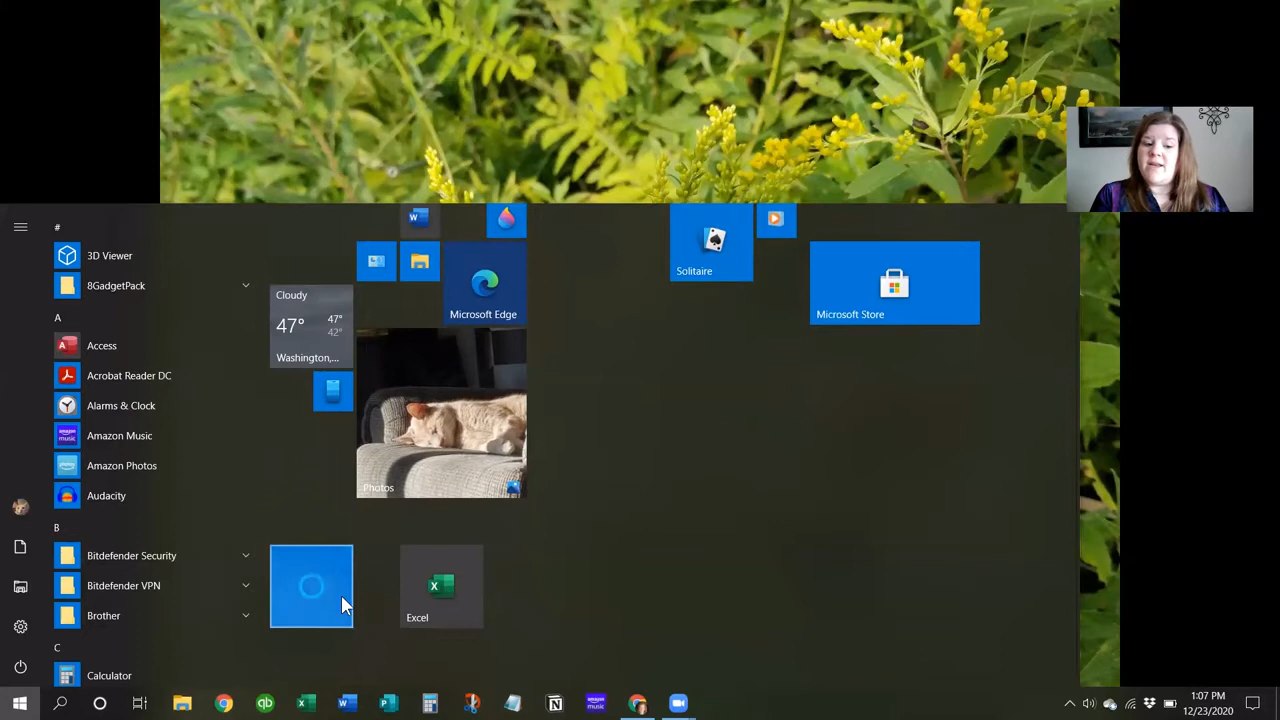 #
3D Viewer
8GadgetPack
A
Access
Acrobat Reader DC
Alarms & Clock
Amazon Music
Amazon Photos
Audacity
B
Bitdefender Security
Bitdefender VPN
Brother
C
Calculator
Cloudy
47° 47°
42°
Washington,...
Microsoft Edge
Photos
Excel
Solitaire
Microsoft Store
1:07 PM
12/23/2020